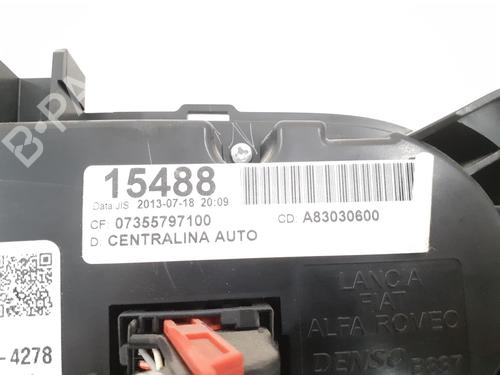 B-PA
15488
Data JIS 2013-07-18 20:09
CF: 07355797100 CD: A83030600
D: CENTRALINA AUTO
-4278
LANCIA
FIAT
ALFA ROMEO
DENSO